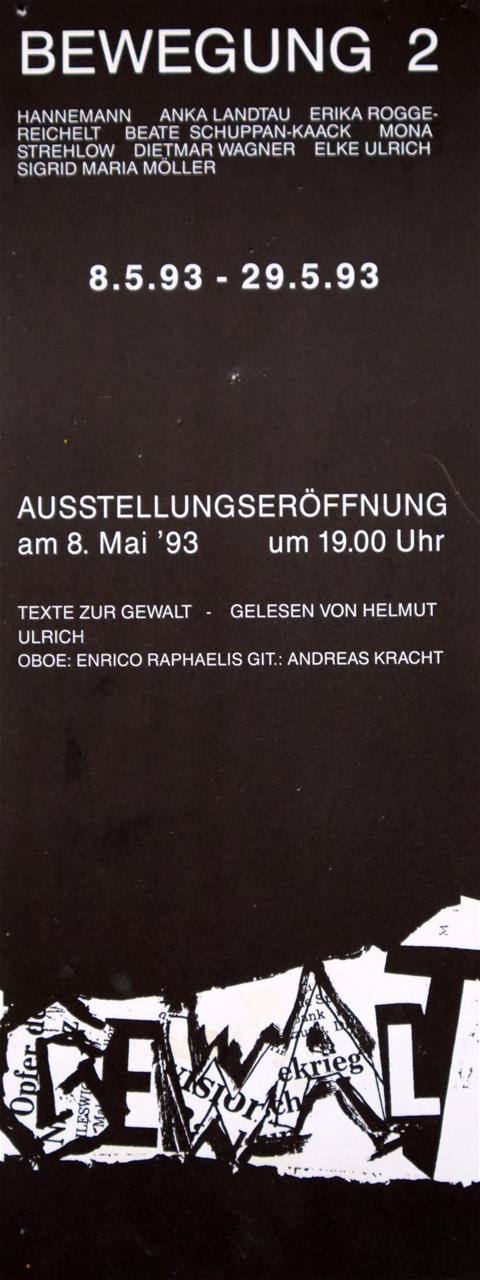 BEWEGUNG 2
HANNEMANN ANKA LANDTAU ERIKA ROGGE-
REICHELT BEATE SCHUPPAN-KAACK MONA
STREHLOW DIETMAR WAGNER ELKE ULRICH
SIGRID MARIA MÖLLER
8.5.93 - 29.5.93
AUSSTELLUNGSERÖFFNUNG
am 8. Mai ’93 um 19.00 Uhr
TEXTE ZUR GEWALT - GELESEN VON HELMUT
ULRICH
OBOE: ENRICO RAPHAELIS GIT.: ANDREAS KRACHT
GEWALT
Opfer
ekrieg